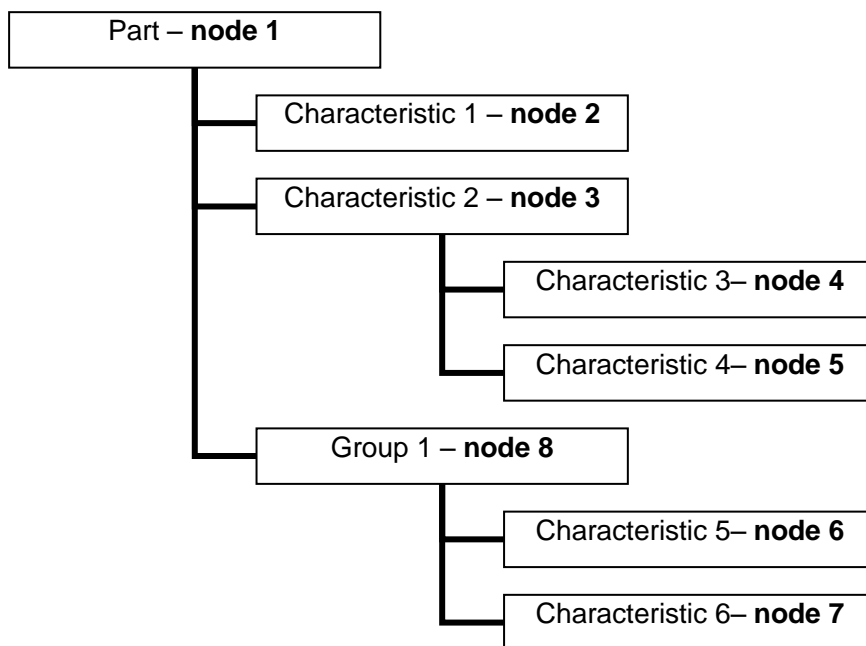 Part – node 1
Characteristic 1 – node 2
Characteristic 2 – node 3
Characteristic 3– node 4
Characteristic 4– node 5
Group 1 – node 8
Characteristic 5– node 6
Characteristic 6– node 7